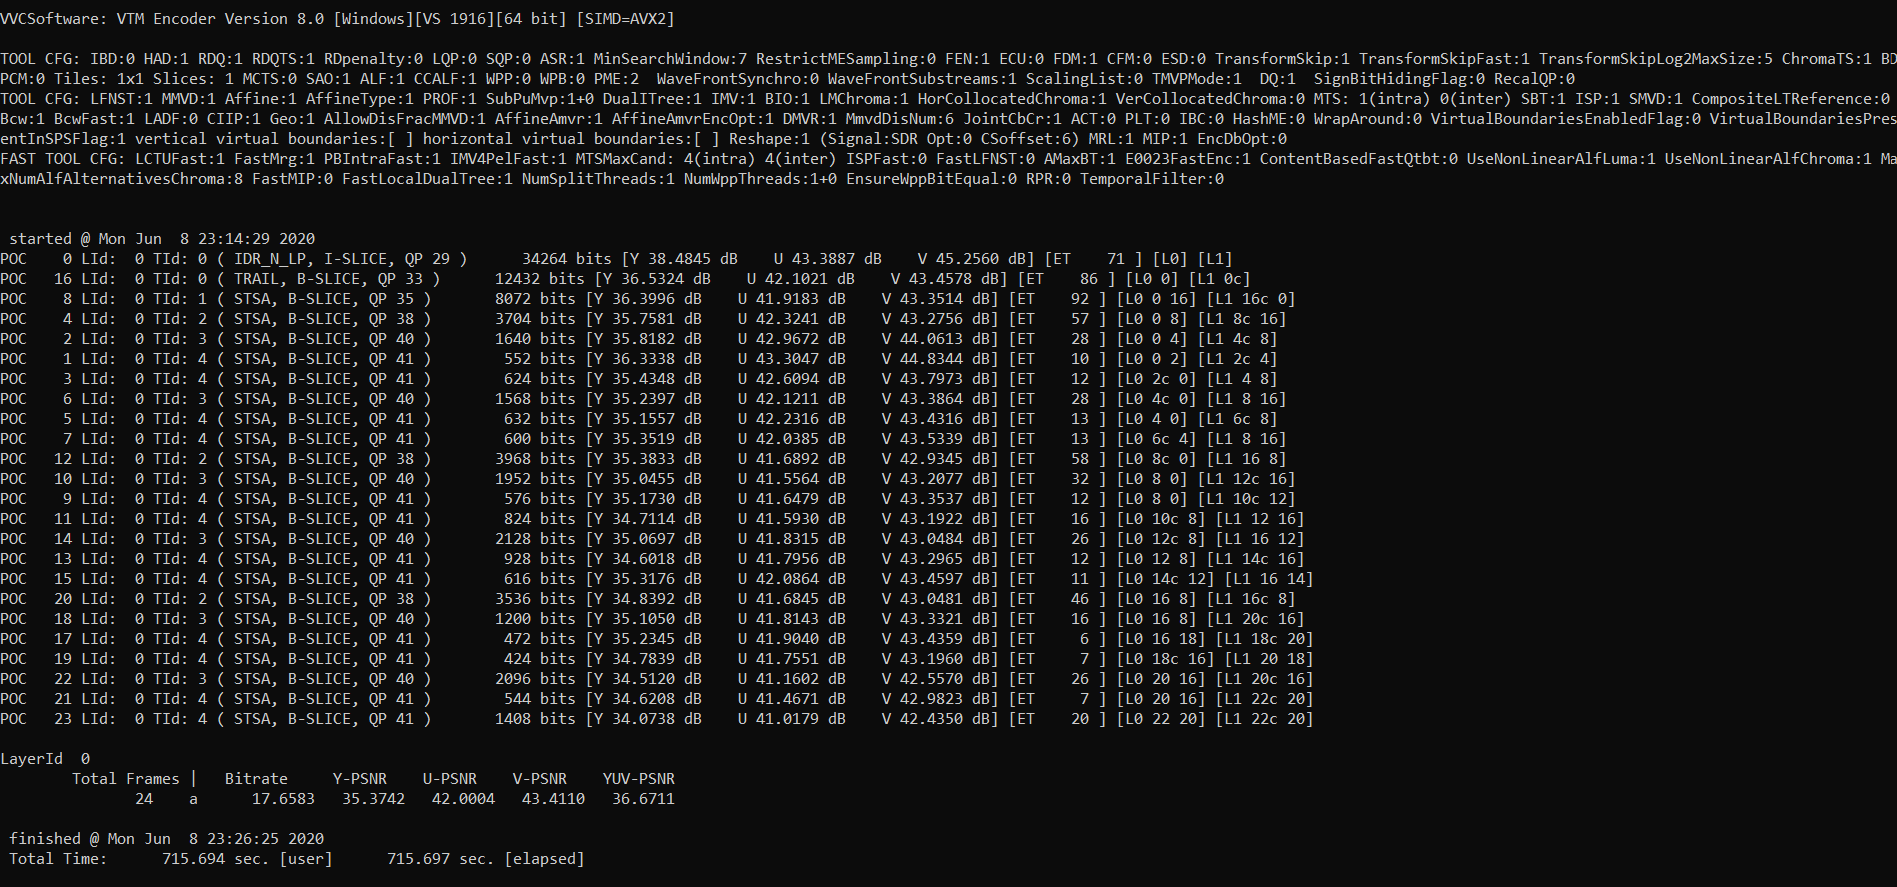 VVCSoftware: VTM Encoder Version 8.0 [Windows][VS 1916][64 bit] [SIMD=AVX2]
TOOL CFG: IBD:0 HAD:1 RDQ:1 RDQTS:1 RDpenalty:0 LQP:0 SQP:0 ASR:1 MinSearchWindow:7 RestrictMESampling:0 FEN:1 ECU:0 FDM:1 CFM:0 ESD:0 TransformSkip:1 TransformSkipFast:1 TransformSkipLog2MaxSize:5 ChromaTS:1 BD
PCM:0 Tiles: 1x1 Slices: 1 MCTS:0 SAO:1 ALF:1 CCALF:1 WPP:0 WPB:0 PME:2  WaveFrontSynchro:0 WaveFrontSubstreams:1 ScalingList:0 TMVPMode:1  DQ:1  SignBitHidingFlag:0 RecalQP:0
TOOL CFG: LFNST:1 MMVD:1 Affine:1 AffineType:1 PROF:1 SubPuMvp:1+0 DualITree:1 IMV:1 BIO:1 LMChroma:1 HorCollocatedChroma:1 VerCollocatedChroma:0 MTS: 1(intra) 0(inter) SBT:1 ISP:1 SMVD:1 CompositeLTReference:0
Bcw:1 BcwFast:1 LADF:0 CIIP:1 Geo:1 AllowDisFracMMVD:1 AffineAmvr:1 AffineAmvrEncOpt:1 DMVR:1 MmvdDisNum:6 JointCbCr:1 ACT:0 PLT:0 IBC:0 HashME:0 WrapAround:0 VirtualBoundariesEnabledFlag:0 VirtualBoundariesPres
entInSPSFlag:1 vertical virtual boundaries:[ ] horizontal virtual boundaries:[ ] Reshape:1 (Signal:SDR Opt:0 CSoffset:6) MRL:1 MIP:1 EncDbOpt:0
FAST TOOL CFG: LCTUFast:1 FastMrg:1 PBIntraFast:1 IMV4PelFast:1 MTSMaxCand: 4(intra) 4(inter) ISPFast:0 FastLFNST:0 AMaxBT:1 E0023FastEnc:1 ContentBasedFastQtbt:0 UseNonLinearAlfLuma:1 UseNonLinearAlfChroma:1 Ma
xNumAlfAlternativesChroma:8 FastMIP:0 FastLocalDualTree:1 NumSplitThreads:1 NumWppThreads:1+0 EnsureWppBitEqual:0 RPR:0 TemporalFilter:0
started @ Mon Jun  8 23:14:29 2020
POC    0 LId:  0 TId: 0 ( IDR_N_LP, I-SLICE, QP 29 )      34264 bits [Y 38.4845 dB    U 43.3887 dB    V 45.2560 dB] [ET    71 ] [L0] [L1]
POC   16 LId:  0 TId: 0 ( TRAIL, B-SLICE, QP 33 )      12432 bits [Y 36.5324 dB    U 42.1021 dB    V 43.4578 dB] [ET    86 ] [L0 0] [L1 0c]
POC    8 LId:  0 TId: 1 ( STSA, B-SLICE, QP 35 )       8072 bits [Y 36.3996 dB    U 41.9183 dB    V 43.3514 dB] [ET    92 ] [L0 0 16] [L1 16c 0]
POC    4 LId:  0 TId: 2 ( STSA, B-SLICE, QP 38 )       3704 bits [Y 35.7581 dB    U 42.3241 dB    V 43.2756 dB] [ET    57 ] [L0 0 8] [L1 8c 16]
POC    2 LId:  0 TId: 3 ( STSA, B-SLICE, QP 40 )       1640 bits [Y 35.8182 dB    U 42.9672 dB    V 44.0613 dB] [ET    28 ] [L0 0 4] [L1 4c 8]
POC    1 LId:  0 TId: 4 ( STSA, B-SLICE, QP 41 )        552 bits [Y 36.3338 dB    U 43.3047 dB    V 44.8344 dB] [ET    10 ] [L0 0 2] [L1 2c 4]
POC    3 LId:  0 TId: 4 ( STSA, B-SLICE, QP 41 )        624 bits [Y 35.4348 dB    U 42.6094 dB    V 43.7973 dB] [ET    12 ] [L0 2c 0] [L1 4 8]
POC    6 LId:  0 TId: 3 ( STSA, B-SLICE, QP 40 )       1568 bits [Y 35.2397 dB    U 42.1211 dB    V 43.3864 dB] [ET    28 ] [L0 4c 0] [L1 8 16]
POC    5 LId:  0 TId: 4 ( STSA, B-SLICE, QP 41 )        632 bits [Y 35.1557 dB    U 42.2316 dB    V 43.4316 dB] [ET    13 ] [L0 4 0] [L1 6c 8]
POC    7 LId:  0 TId: 4 ( STSA, B-SLICE, QP 41 )        600 bits [Y 35.3519 dB    U 42.0385 dB    V 43.5339 dB] [ET    13 ] [L0 6c 4] [L1 8 16]
POC   12 LId:  0 TId: 2 ( STSA, B-SLICE, QP 38 )       3968 bits [Y 35.3833 dB    U 41.6892 dB    V 42.9345 dB] [ET    58 ] [L0 8c 0] [L1 16 8]
POC   10 LId:  0 TId: 3 ( STSA, B-SLICE, QP 40 )       1952 bits [Y 35.0455 dB    U 41.5564 dB    V 43.2077 dB] [ET    32 ] [L0 8 0] [L1 12c 16]
POC    9 LId:  0 TId: 4 ( STSA, B-SLICE, QP 41 )        576 bits [Y 35.1730 dB    U 41.6479 dB    V 43.3537 dB] [ET    12 ] [L0 8 0] [L1 10c 12]
POC   11 LId:  0 TId: 4 ( STSA, B-SLICE, QP 41 )        824 bits [Y 34.7114 dB    U 41.5930 dB    V 43.1922 dB] [ET    16 ] [L0 10c 8] [L1 12 16]
POC   14 LId:  0 TId: 3 ( STSA, B-SLICE, QP 40 )       2128 bits [Y 35.0697 dB    U 41.8315 dB    V 43.0484 dB] [ET    26 ] [L0 12c 8] [L1 16 12]
POC   13 LId:  0 TId: 4 ( STSA, B-SLICE, QP 41 )        928 bits [Y 34.6018 dB    U 41.7956 dB    V 43.2965 dB] [ET    12 ] [L0 12 8] [L1 14c 16]
POC   15 LId:  0 TId: 4 ( STSA, B-SLICE, QP 41 )        616 bits [Y 35.3176 dB    U 42.0864 dB    V 43.4597 dB] [ET    11 ] [L0 14c 12] [L1 16 14]
POC   20 LId:  0 TId: 2 ( STSA, B-SLICE, QP 38 )       3536 bits [Y 34.8392 dB    U 41.6845 dB    V 43.0481 dB] [ET    46 ] [L0 16 8] [L1 16c 8]
POC   18 LId:  0 TId: 3 ( STSA, B-SLICE, QP 40 )       1200 bits [Y 35.1050 dB    U 41.8143 dB    V 43.3321 dB] [ET    16 ] [L0 16 8] [L1 20c 16]
POC   17 LId:  0 TId: 4 ( STSA, B-SLICE, QP 41 )        472 bits [Y 35.2345 dB    U 41.9040 dB    V 43.4359 dB] [ET     6 ] [L0 16 18] [L1 18c 20]
POC   19 LId:  0 TId: 4 ( STSA, B-SLICE, QP 41 )        424 bits [Y 34.7839 dB    U 41.7551 dB    V 43.1960 dB] [ET     7 ] [L0 18c 16] [L1 20 18]
POC   22 LId:  0 TId: 3 ( STSA, B-SLICE, QP 40 )       2096 bits [Y 34.5120 dB    U 41.1602 dB    V 42.5570 dB] [ET    26 ] [L0 20 16] [L1 20c 16]
POC   21 LId:  0 TId: 4 ( STSA, B-SLICE, QP 41 )        544 bits [Y 34.6208 dB    U 41.4671 dB    V 42.9823 dB] [ET     7 ] [L0 20 16] [L1 22c 20]
POC   23 LId:  0 TId: 4 ( STSA, B-SLICE, QP 41 )       1408 bits [Y 34.0738 dB    U 41.0179 dB    V 42.4350 dB] [ET    20 ] [L0 22 20] [L1 22c 20]
LayerId  0
Total Frames |   Bitrate     Y-PSNR    U-PSNR    V-PSNR    YUV-PSNR
24    a      17.6583   35.3742   42.0004   43.4110   36.6711
finished @ Mon Jun  8 23:26:25 2020
Total Time:      715.694 sec. [user]      715.697 sec. [elapsed]